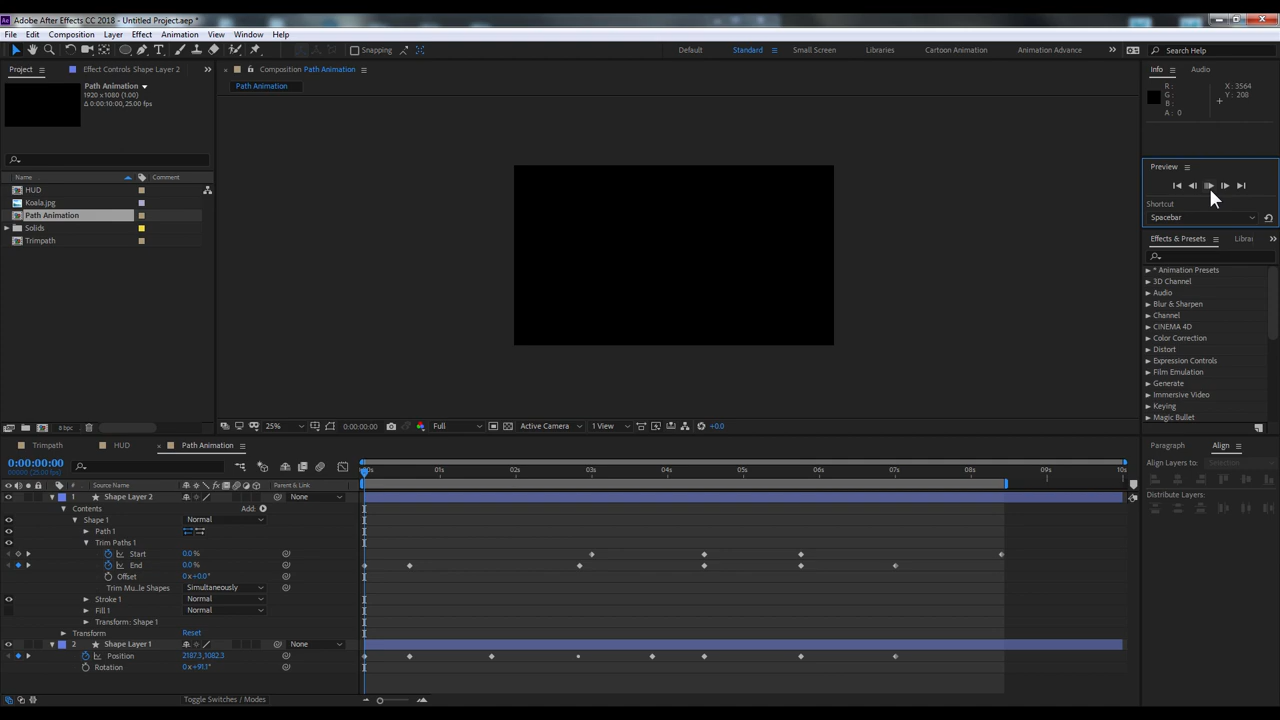 Adobe After Effects CC 2018 - Untitled Project.aep *
File Edit Composition Layer Effect Animation View Window Help
Snapping Default Standard Small Screen Libraries Cartoon Animation Animation Advance Search Help
Project Effect Controls Shape Layer 2
Path Animation
1920 x 1080 (1.00)
Δ 0:00:10:00, 25.00 fps
Name Comment
HUD
Koala.jpg
Path Animation
Solids
Trimpath
8 bpc
Composition Path Animation
Path Animation
25% 0:00:00:00 Full Active Camera 1 View +0.0
Info Audio
R :
G :
B :
A : 0
X : 3564
Y : 208
Preview
Shortcut
Spacebar
Effects & Presets Librai
* Animation Presets
3D Channel
Audio
Blur & Sharpen
Channel
CINEMA 4D
Color Correction
Distort
Expression Controls
Film Emulation
Generate
Immersive Video
Keying
Magic Bullet
Paragraph Align
Align Layers to: Selection
Distribute Layers:
Trimpath HUD Path Animation
0:00:00:00
00000 (25.00 fps)
# Source Name Parent & Link
00s 01s 02s 03s 04s 05s 06s 07s 08s 09s 10s
1 Shape Layer 2 None
Contents Add:
Shape 1 Normal
Path 1
Trim Paths 1
Start 0.0 %
End 0.0 %
Offset 0 x+0.0°
Trim Mu...le Shapes Simultaneously
Stroke 1 Normal
Fill 1 Normal
Transform: Shape 1
Transform Reset
2 Shape Layer 1 None
Position 2187.3,1082.3
Rotation 0 x+91.1°
Toggle Switches / Modes